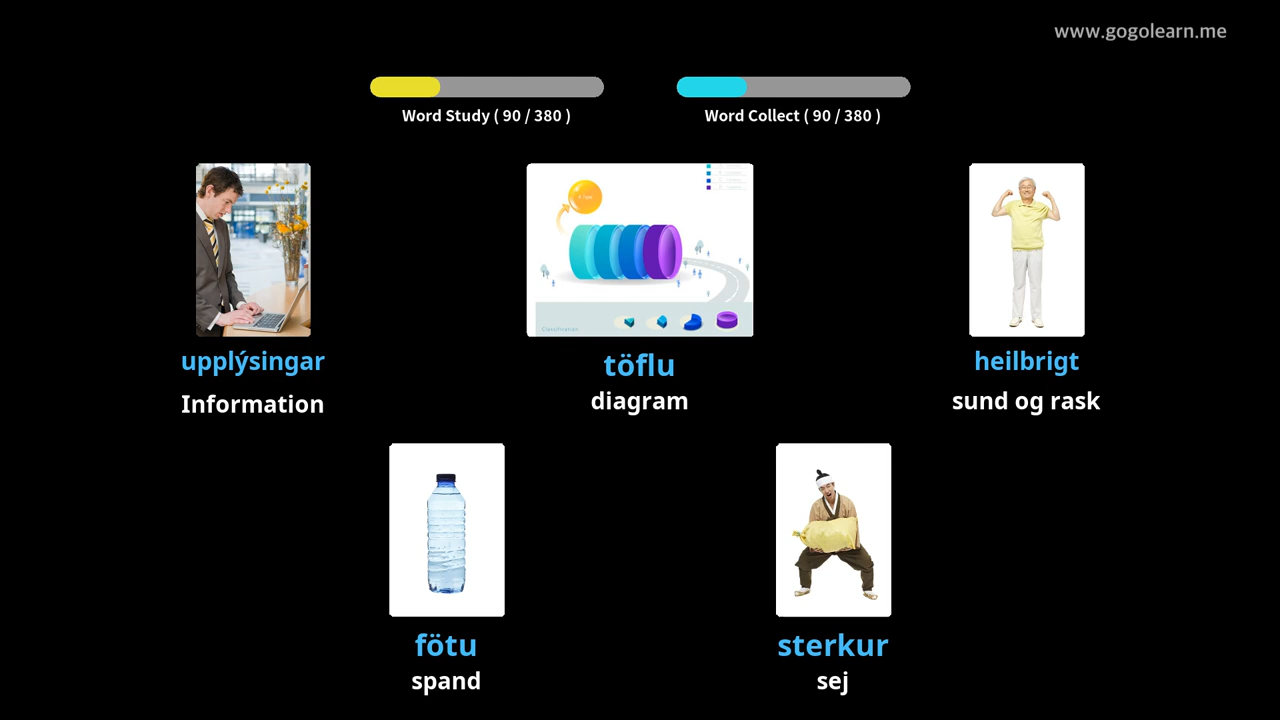 www.gogolearn.me
Word Study ( 90 / 380 )
Word Collect ( 90 / 380 )
Classification
upplýsingar
Information
töflu
diagram
heilbrigt
sund og rask
fötu
spand
sterkur
sej